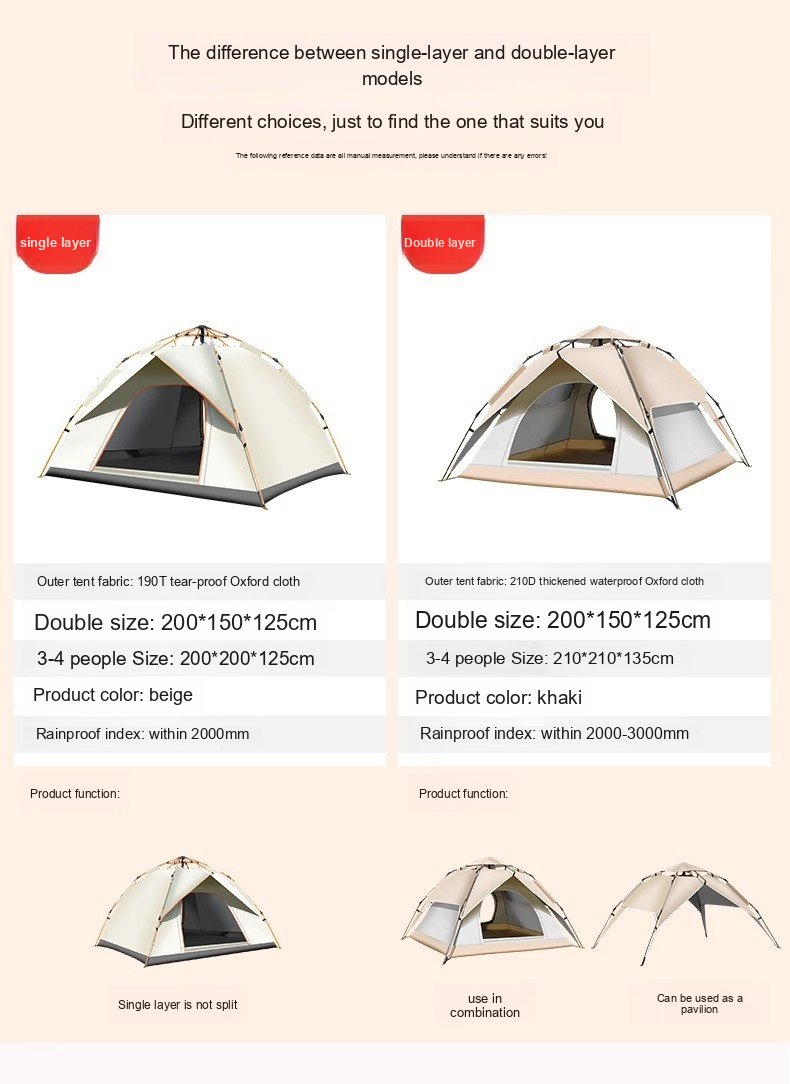 The difference between single-layer and double-layer
models
Different choices, just to find the one that suits you
The following reference data are all manual measurement, please understand if there are any errors!
single layer
Double layer
Outer tent fabric: 190T tear-proof Oxford cloth
Double size: 200*150*125cm
3-4 people Size: 200*200*125cm
Product color: beige
Rainproof index: within 2000mm
Outer tent fabric: 210D thickened waterproof Oxford cloth
Double size: 200*150*125cm
3-4 people Size: 210*210*135cm
Product color: khaki
Rainproof index: within 2000-3000mm
Product function:
Product function:
Single layer is not split
use in
combination
Can be used as a
pavilion